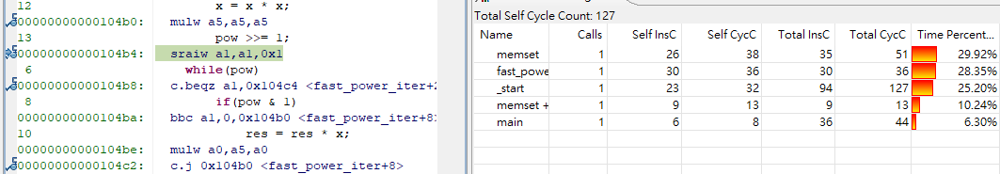 12 x = x * x;
00000000000104b0: mulw a5,a5,a5
13 pow >>= 1;
00000000000104b4: sraiw a1,a1,0x1
6 while(pow)
00000000000104b8: c.beqz a1,0x104c4 <fast_power_iter+2
8 if(pow & 1)
00000000000104ba: bbc a1,0,0x104b0 <fast_power_iter+8>
10 res = res * x;
00000000000104be: mulw a0,a5,a0
00000000000104c2: c.j 0x104b0 <fast_power_iter+8>
Total Self Cycle Count: 127
Name Calls Self InsC Self CycC Total InsC Total CycC Time Percent...
memset 1 26 38 35 51 29.92%
fast_powe 1 30 36 30 36 28.35%
_start 1 23 32 94 127 25.20%
memset + 1 9 13 9 13 10.24%
main 1 6 8 36 44 6.30%